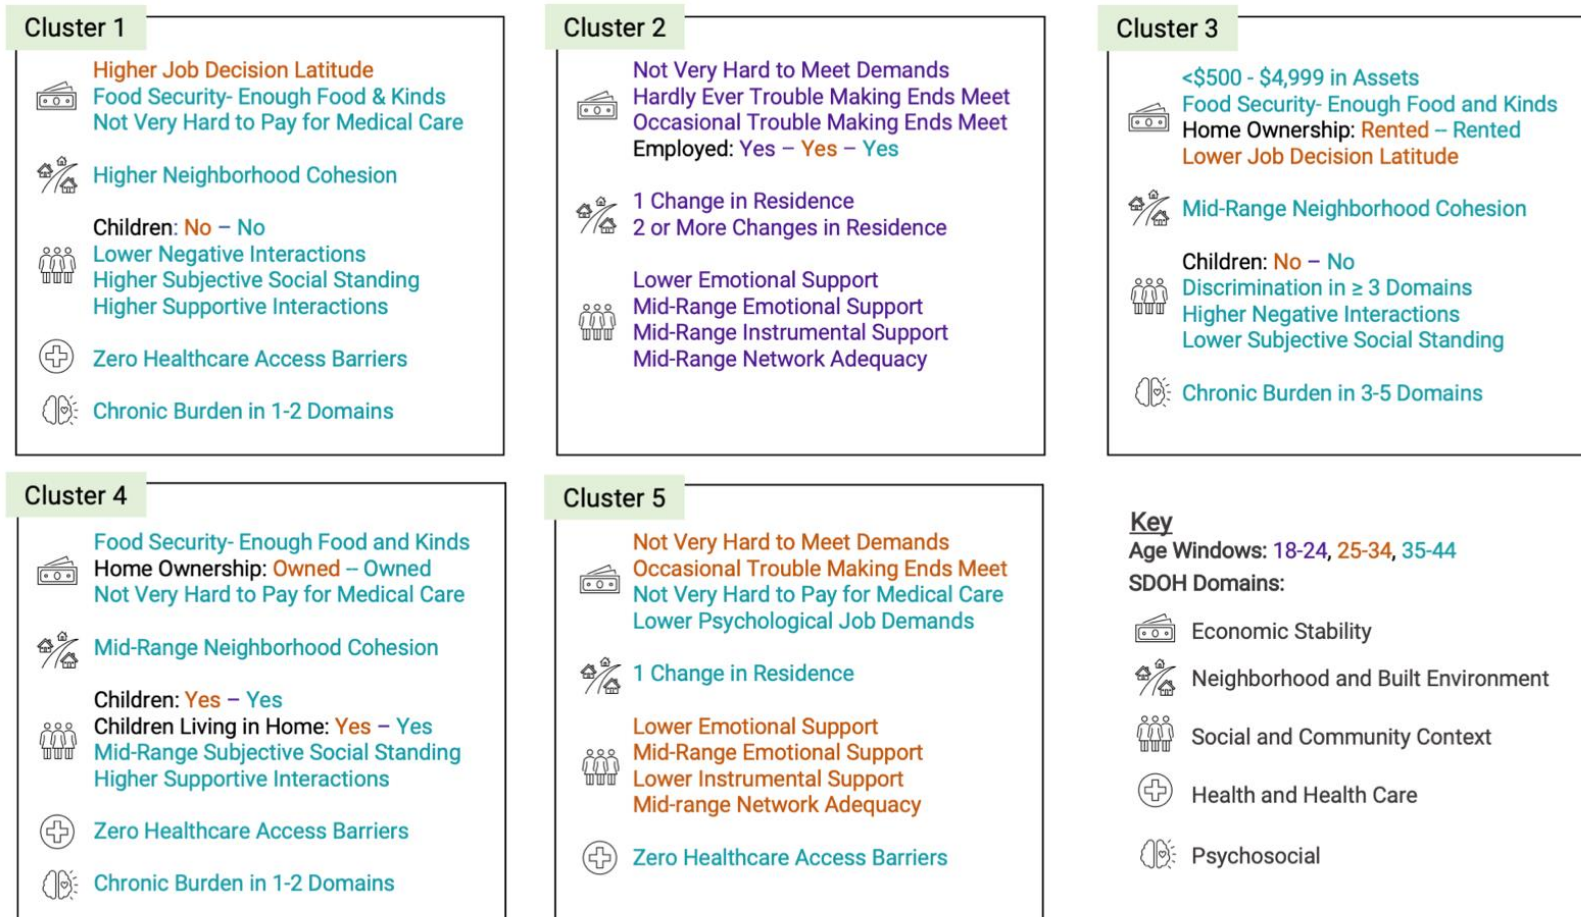 Cluster 1
Higher Job Decision Latitude
Food Security- Enough Food & Kinds
Not Very Hard to Pay for Medical Care
Higher Neighborhood Cohesion
Children: No – No
Lower Negative Interactions
Higher Subjective Social Standing
Higher Supportive Interactions
Zero Healthcare Access Barriers
Chronic Burden in 1-2 Domains
Cluster 2
Not Very Hard to Meet Demands
Hardly Ever Trouble Making Ends Meet
Occasional Trouble Making Ends Meet
Employed: Yes – Yes – Yes
1 Change in Residence
2 or More Changes in Residence
Lower Emotional Support
Mid-Range Emotional Support
Mid-Range Instrumental Support
Mid-Range Network Adequacy
Cluster 3
<$500 - $4,999 in Assets
Food Security- Enough Food and Kinds
Home Ownership: Rented – Rented
Lower Job Decision Latitude
Mid-Range Neighborhood Cohesion
Children: No – No
Discrimination in ≥ 3 Domains
Higher Negative Interactions
Lower Subjective Social Standing
Chronic Burden in 3-5 Domains
Cluster 4
Food Security- Enough Food and Kinds
Home Ownership: Owned – Owned
Not Very Hard to Pay for Medical Care
Mid-Range Neighborhood Cohesion
Children: Yes – Yes
Children Living in Home: Yes – Yes
Mid-Range Subjective Social Standing
Higher Supportive Interactions
Zero Healthcare Access Barriers
Chronic Burden in 1-2 Domains
Cluster 5
Not Very Hard to Meet Demands
Occasional Trouble Making Ends Meet
Not Very Hard to Pay for Medical Care
Lower Psychological Job Demands
1 Change in Residence
Lower Emotional Support
Mid-Range Emotional Support
Lower Instrumental Support
Mid-range Network Adequacy
Zero Healthcare Access Barriers
Key
Age Windows: 18-24, 25-34, 35-44
SDOH Domains:
Economic Stability
Neighborhood and Built Environment
Social and Community Context
Health and Health Care
Psychosocial